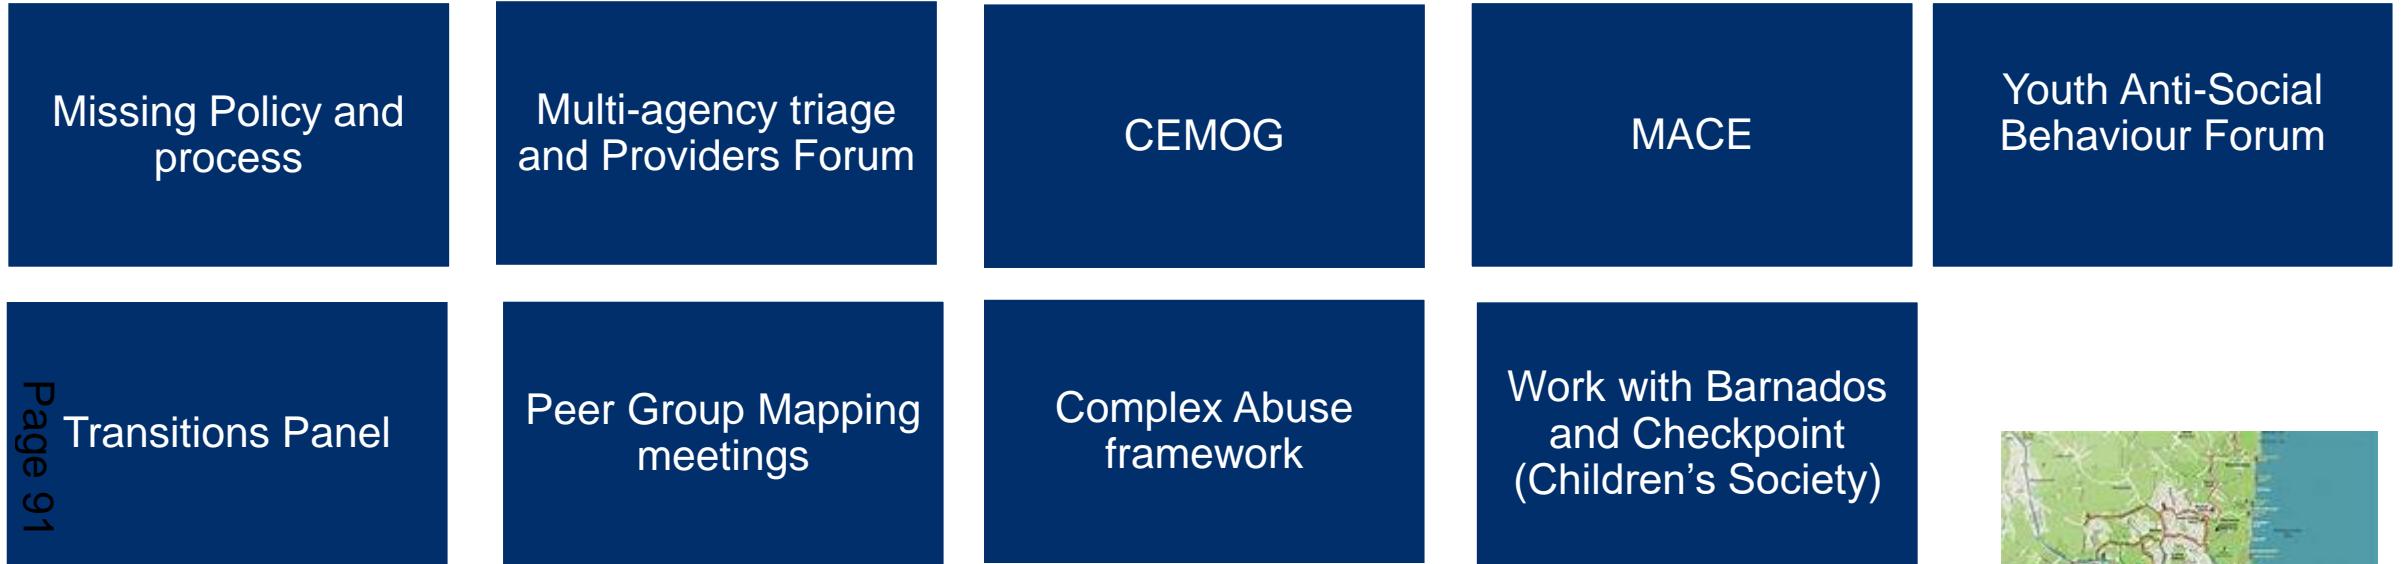 Missing Policy and
process
Multi-agency triage
and Providers Forum
CEMOG
MACE
Youth Anti-Social
Behaviour Forum
Page 91
Transitions Panel
Peer Group Mapping
meetings
Complex Abuse
framework
Work with Barnados
and Checkpoint
(Children’s Society)